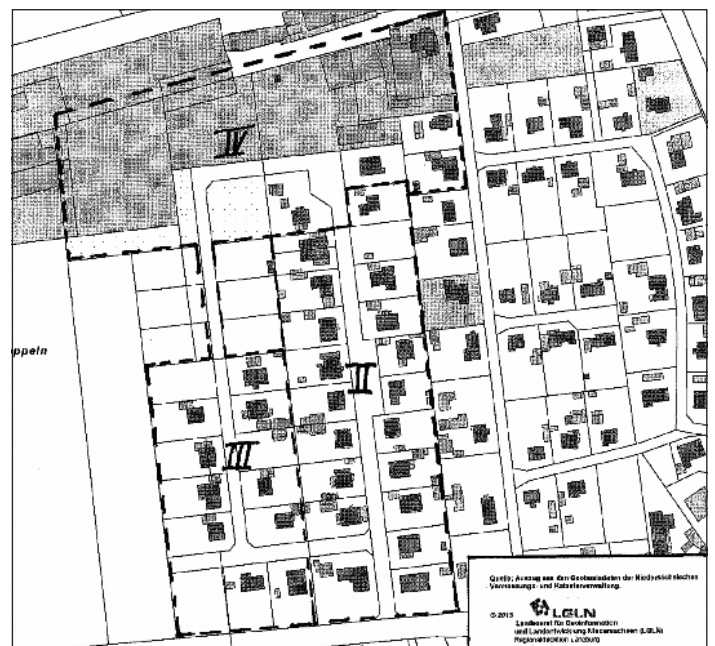 IV
ppeln
II
III
Quelle: Auszug aus den Geobasisdaten der Niedersächsischen
Vermessungs- und Katasterverwaltung,
© 2015 LGLN
Landesamt für Geoinformation
und Landentwicklung Niedersachsen (LGLN)
Regionaldirektion Lüneburg